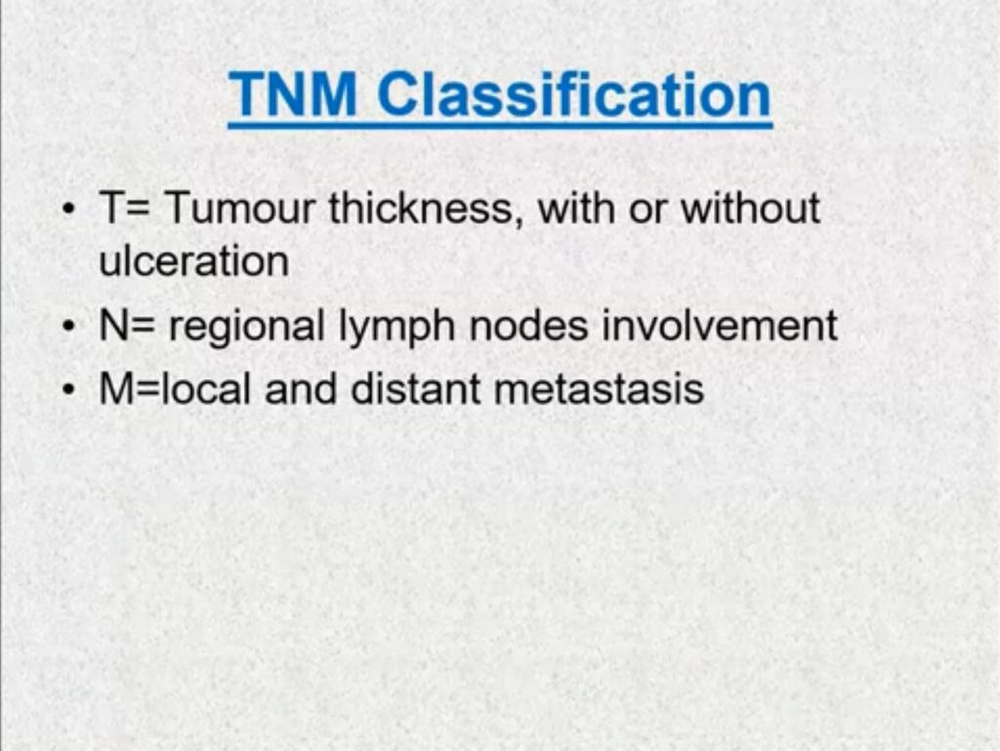 TNM Classification
• T= Tumour thickness, with or without
ulceration
• N= regional lymph nodes involvement
• M=local and distant metastasis